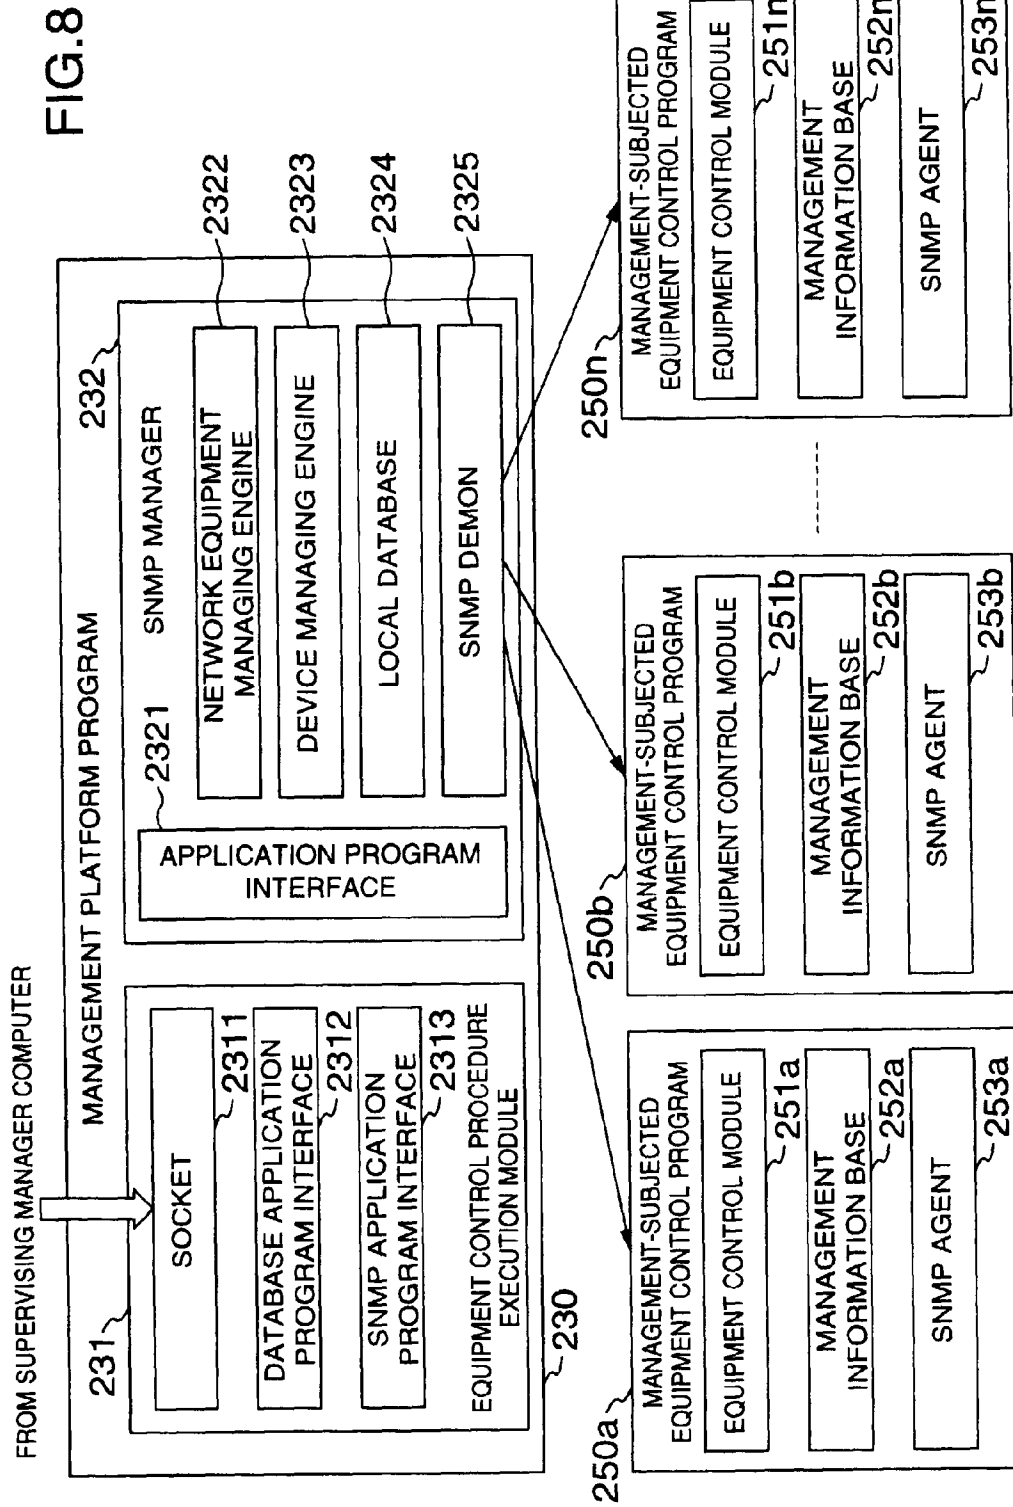 FIG.8
FROM SUPERVISING MANAGER COMPUTER
MANAGEMENT PLATFORM PROGRAM
231
SOCKET
2311
DATABASE APPLICATION
PROGRAM INTERFACE
2312
SNMP APPLICATION
PROGRAM INTERFACE
2313
EQUIPMENT CONTROL PROCEDURE
EXECUTION MODULE
230
232
SNMP MANAGER
2321
APPLICATION PROGRAM
INTERFACE
NETWORK EQUIPMENT
MANAGING ENGINE
2322
DEVICE MANAGING ENGINE
2323
LOCAL DATABASE
2324
SNMP DEMON
2325
250a
MANAGEMENT-SUBJECTED
EQUIPMENT CONTROL PROGRAM
EQUIPMENT CONTROL MODULE
251a
MANAGEMENT
INFORMATION BASE
252a
SNMP AGENT
253a
250b
MANAGEMENT-SUBJECTED
EQUIPMENT CONTROL PROGRAM
EQUIPMENT CONTROL MODULE
251b
MANAGEMENT
INFORMATION BASE
252b
SNMP AGENT
253b
250n
MANAGEMENT-SUBJECTED
EQUIPMENT CONTROL PROGRAM
EQUIPMENT CONTROL MODULE
251n
MANAGEMENT
INFORMATION BASE
252n
SNMP AGENT
253n